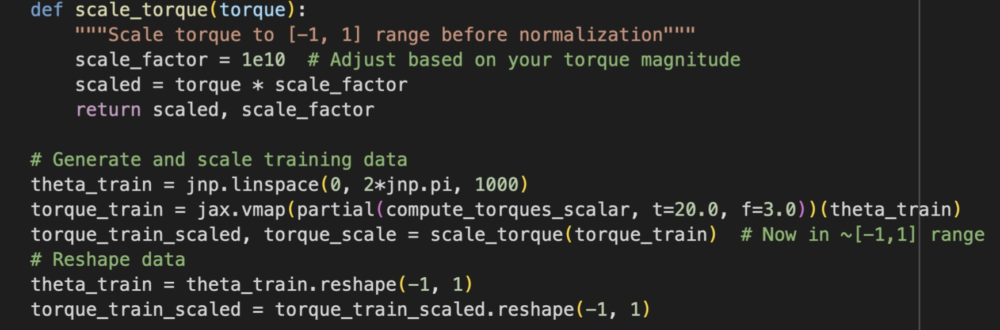 def scale_torque(torque):
    """Scale torque to [-1, 1] range before normalization"""
    scale_factor = 1e10  # Adjust based on your torque magnitude
    scaled = torque * scale_factor
    return scaled, scale_factor

# Generate and scale training data
theta_train = jnp.linspace(0, 2*jnp.pi, 1000)
torque_train = jax.vmap(partial(compute_torques_scalar, t=20.0, f=3.0))(theta_train)
torque_train_scaled, torque_scale = scale_torque(torque_train)  # Now in ~[-1,1] range
# Reshape data
theta_train = theta_train.reshape(-1, 1)
torque_train_scaled = torque_train_scaled.reshape(-1, 1)